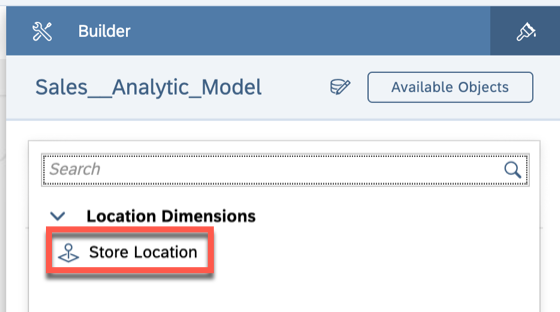 Builder
Sales__Analytic_Model
Available Objects
Search
Location Dimensions
Store Location